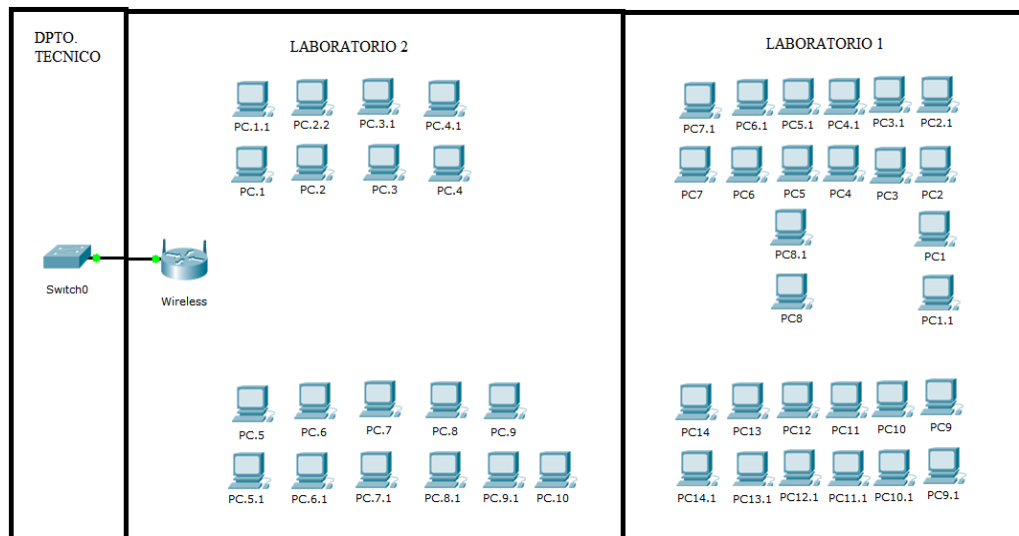 DPTO.
TECNICO
LABORATORIO 2
LABORATORIO 1
PC.1.1 PC.2.2 PC.3.1 PC.4.1
PC.1 PC.2 PC.3 PC.4
PC7.1 PC6.1 PC5.1 PC4.1 PC3.1 PC2.1
PC7 PC6 PC5 PC4 PC3 PC2
PC8.1 PC1
PC8 PC1.1
Switch0 Wireless
PC.5 PC.6 PC.7 PC.8 PC.9
PC.5.1 PC.6.1 PC.7.1 PC.8.1 PC.9.1 PC.10
PC14 PC13 PC12 PC11 PC10 PC9
PC14.1 PC13.1 PC12.1 PC11.1 PC10.1 PC9.1